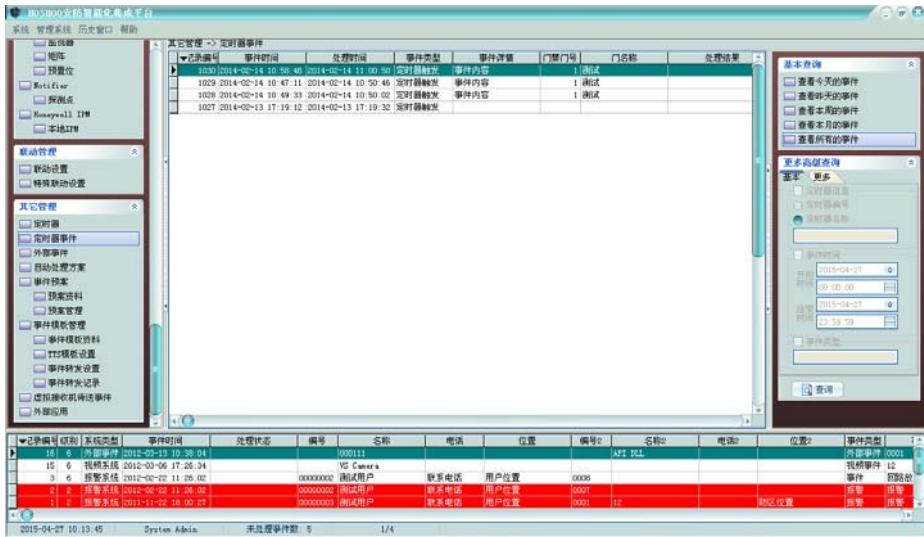 HOSHOO安防智能化集成平台
系统 管理系统 历史窗口 帮助
矩阵
预置位
Notifier
探测点
Honeywell IPM
本地IPM
联动管理
联动设置
特殊联动设置
其它管理
定时器
定时器事件
外部事件
自动处理方案
事件预案
预案资料
预案管理
事件模板管理
事件模板资料
TTS模板设置
事件转发设置
事件转发记录
虚拟接收机待送事件
外部应用
其它管理 -> 定时器事件
记录编号 事件时间 处理时间 事件类型 事件详情 门禁门号 门名称 处理结果
1030 2014-02-14 10:58:46 2014-02-14 11:00:50 定时器触发 事件内容 1 测试
1029 2014-02-14 10:47:11 2014-02-14 10:50:46 定时器触发 事件内容 1 测试
1028 2014-02-14 10:49:33 2014-02-14 10:50:02 定时器触发 事件内容 1 测试
1027 2014-02-13 17:19:12 2014-02-13 17:19:32 定时器触发
基本查询
查看今天的事件
查看昨天的事件
查看本周的事件
查看本月的事件
查看所有的事件
更多高级查询
基本 更多
定时器编号
定时器名称
事件时间
开始时间
2015-04-27
00:00:00
结束时间
2015-04-27
23:59:59
事件类型
查询
记录编号 级别 系统类型 事件时间 处理状态 编号 名称 电话 位置 编号2 名称2 电话2 位置2 事件类型
16 6 外部事件 2012-03-13 10:38:04 000111 API DLL 外部事件 0001
15 6 视频系统 2012-03-06 17:26:34 VS Camera 视频事件 12
3 6 报警系统 2012-02-22 11:26:02 00000002 测试用户 联系电话 用户位置 0008 事件 回路故
2 2 报警系统 2012-02-22 11:26:02 00000002 测试用户 联系电话 用户位置 0007 报警 报警
1 2 报警系统 2011-11-22 18:00:27 00000003 测试用户 联系电话 用户位置 0001 12 防区位置 报警 报警
2015-04-27 10:13:45 System Admin 未处理事件数: 5 1/4